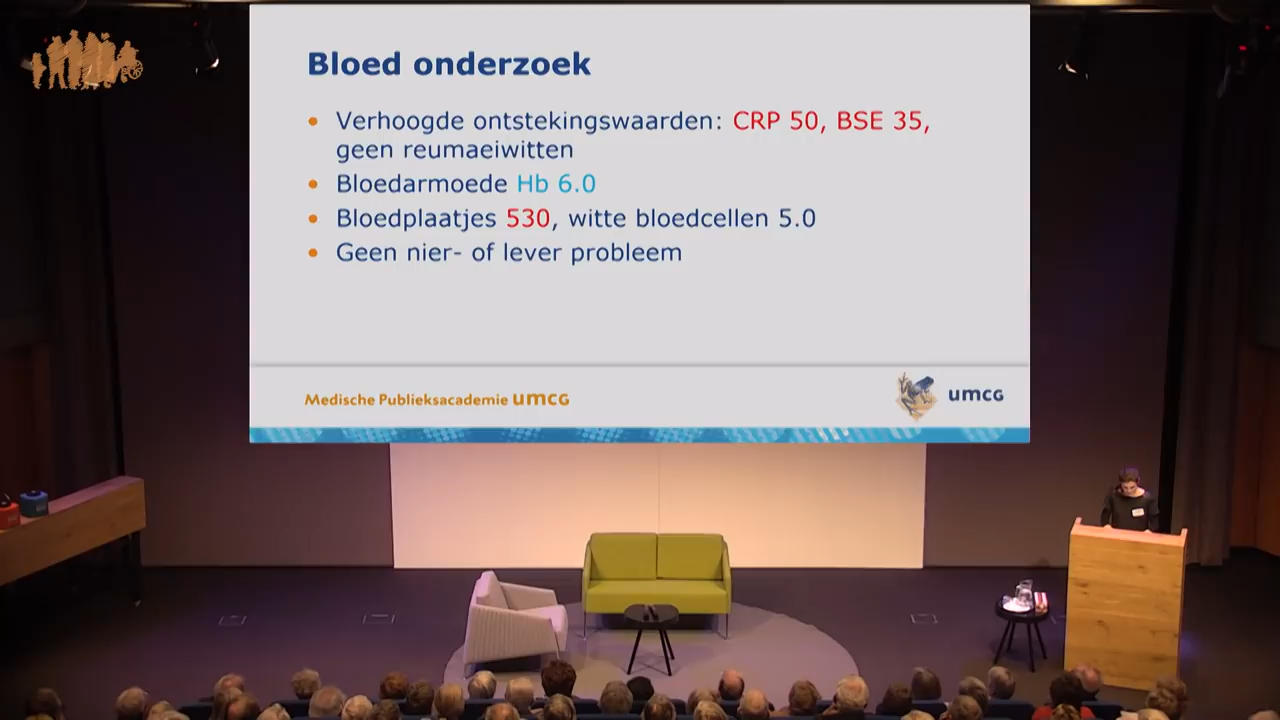 Bloed onderzoek
• Verhoogde ontstekingswaarden: CRP 50, BSE 35,
geen reumaeiwitten
• Bloedarmoede Hb 6.0
• Bloedplaatjes 530, witte bloedcellen 5.0
• Geen nier- of lever probleem
Medische Publieksacademie umcg
umcg